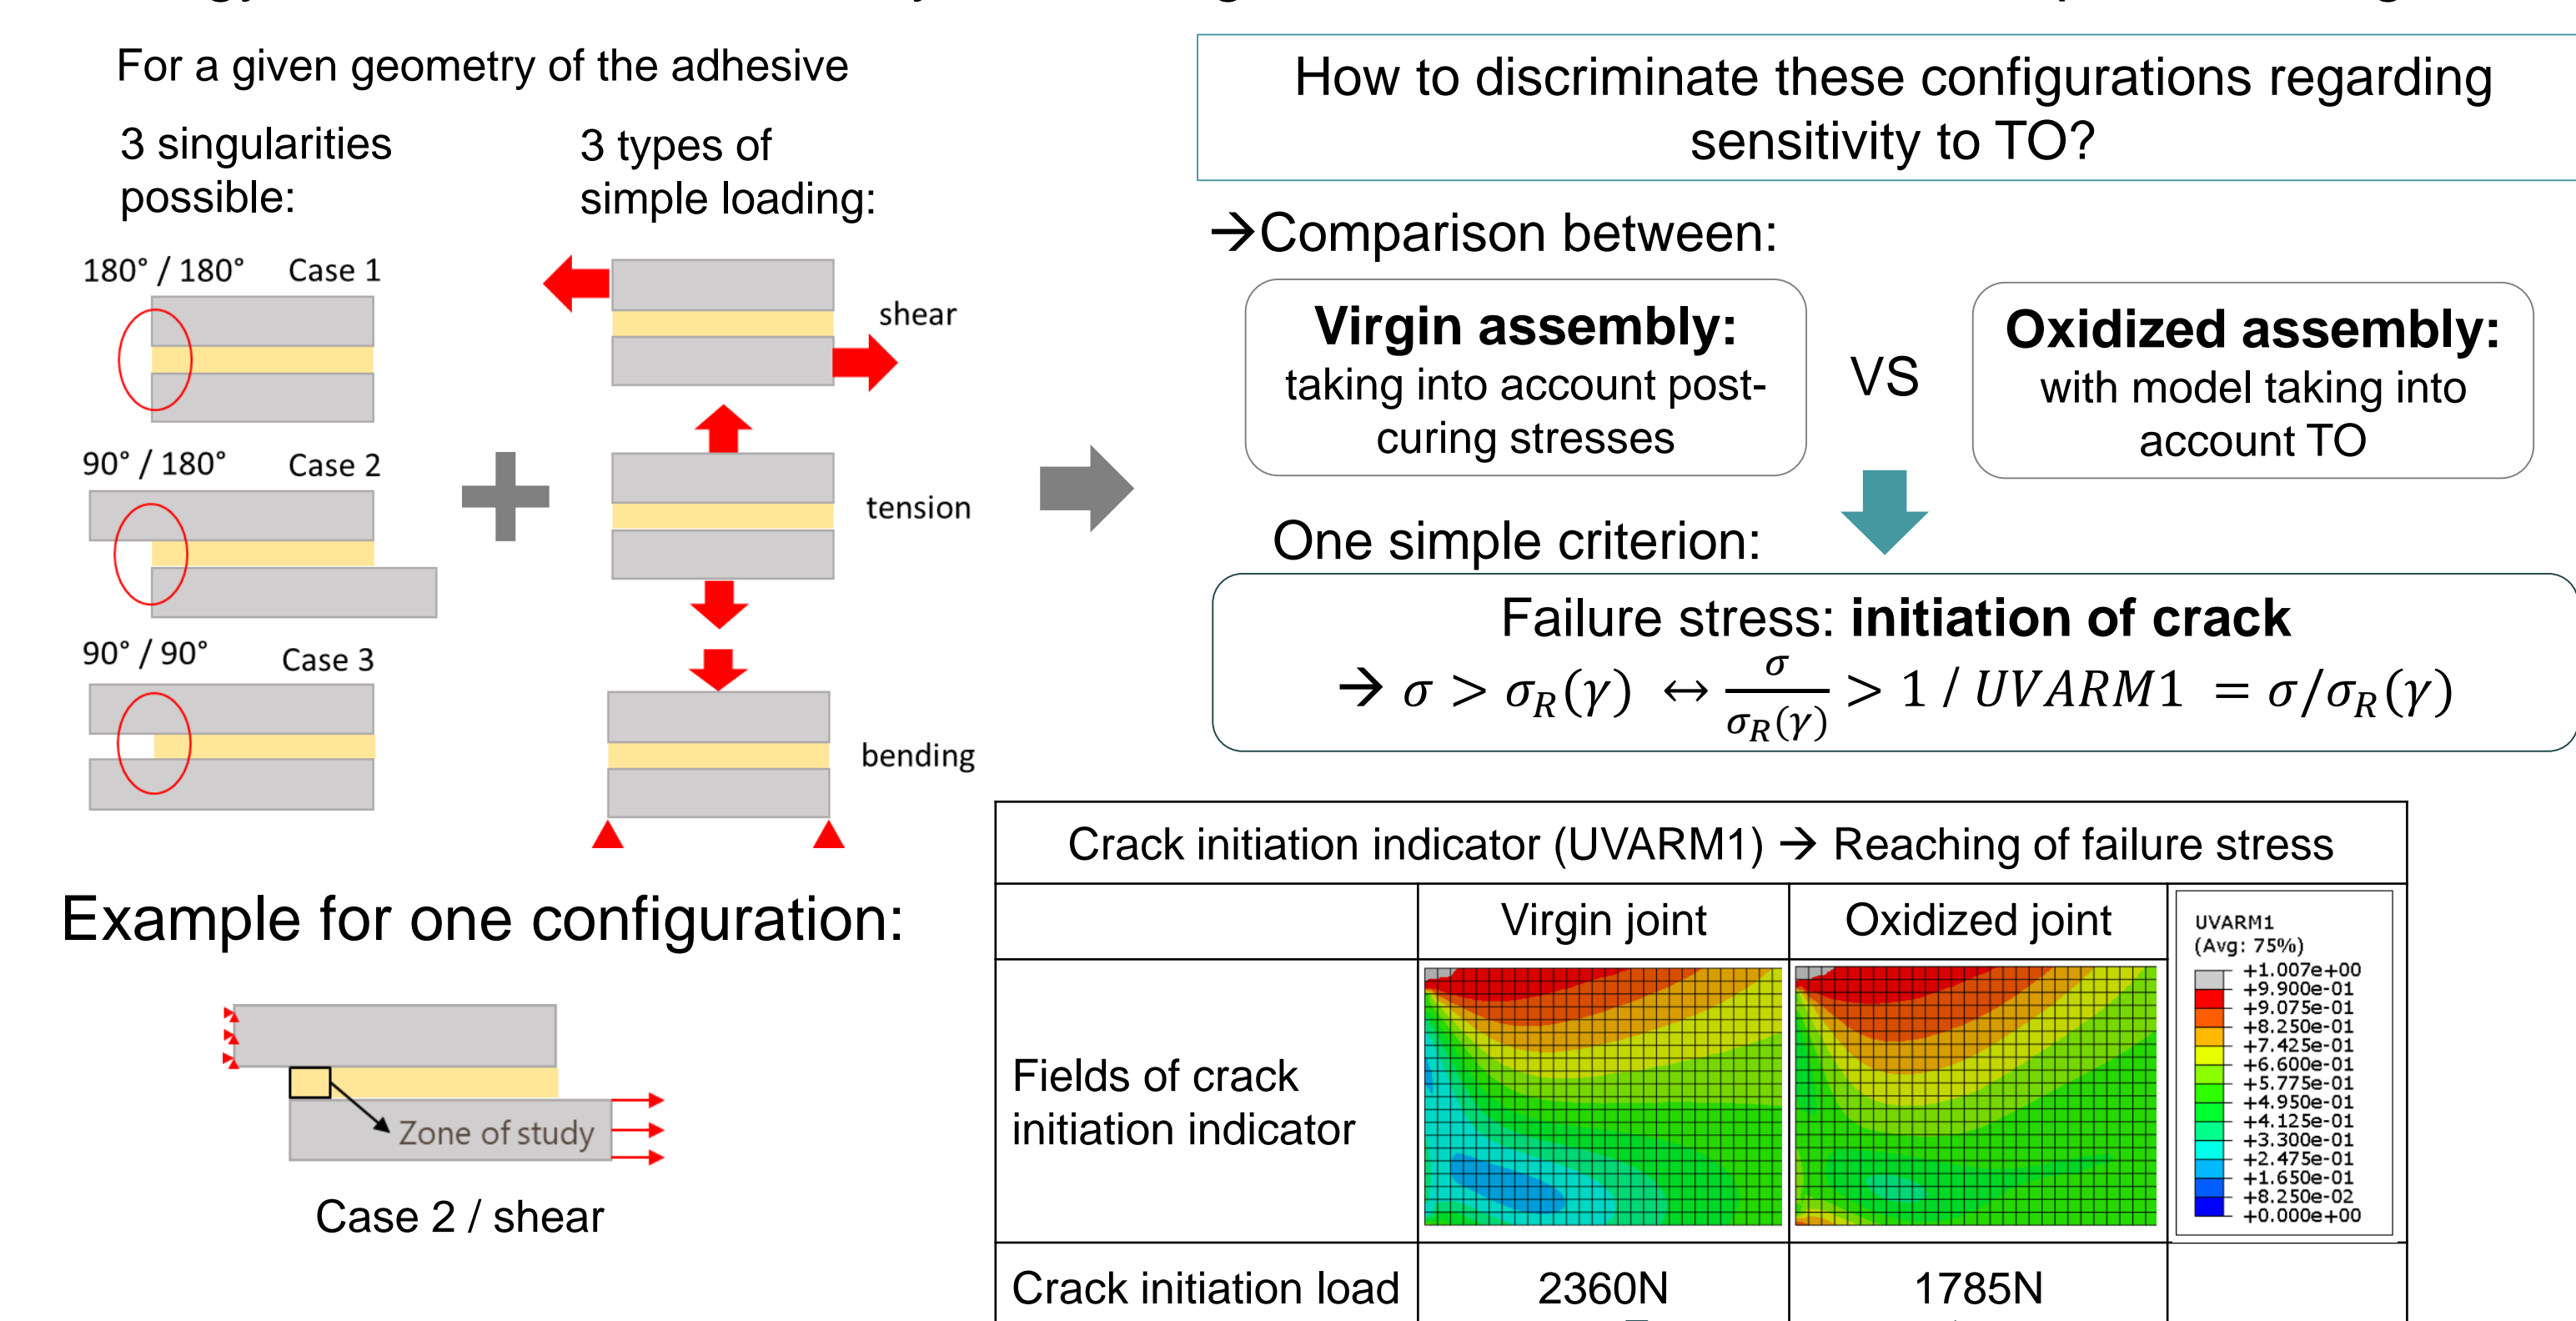 For a given geometry of the adhesive
3 singularities
possible:
3 types of
simple loading:
180° / 180° Case 1
90° / 180° Case 2
90° / 90° Case 3
shear
tension
bending
How to discriminate these configurations regarding
sensitivity to TO?
→Comparison between:
Virgin assembly:
taking into account post-
curing stresses
VS
Oxidized assembly:
with model taking into
account TO
One simple criterion:
Failure stress: initiation of crack
→ σ > σ_R(γ) ↔ σ/σ_R(γ) > 1 / UVARM1 = σ/σ_R(γ)
Example for one configuration:
Zone of study
Case 2 / shear
Crack initiation indicator (UVARM1) → Reaching of failure stress
Virgin joint Oxidized joint
Fields of crack
initiation indicator
UVARM1
(Avg: 75%)
+1.007e+00
+9.900e-01
+9.075e-01
+8.250e-01
+7.425e-01
+6.600e-01
+5.775e-01
+4.950e-01
+4.125e-01
+3.300e-01
+2.475e-01
+1.650e-01
+8.250e-02
+0.000e+00
Crack initiation load 2360N 1785N